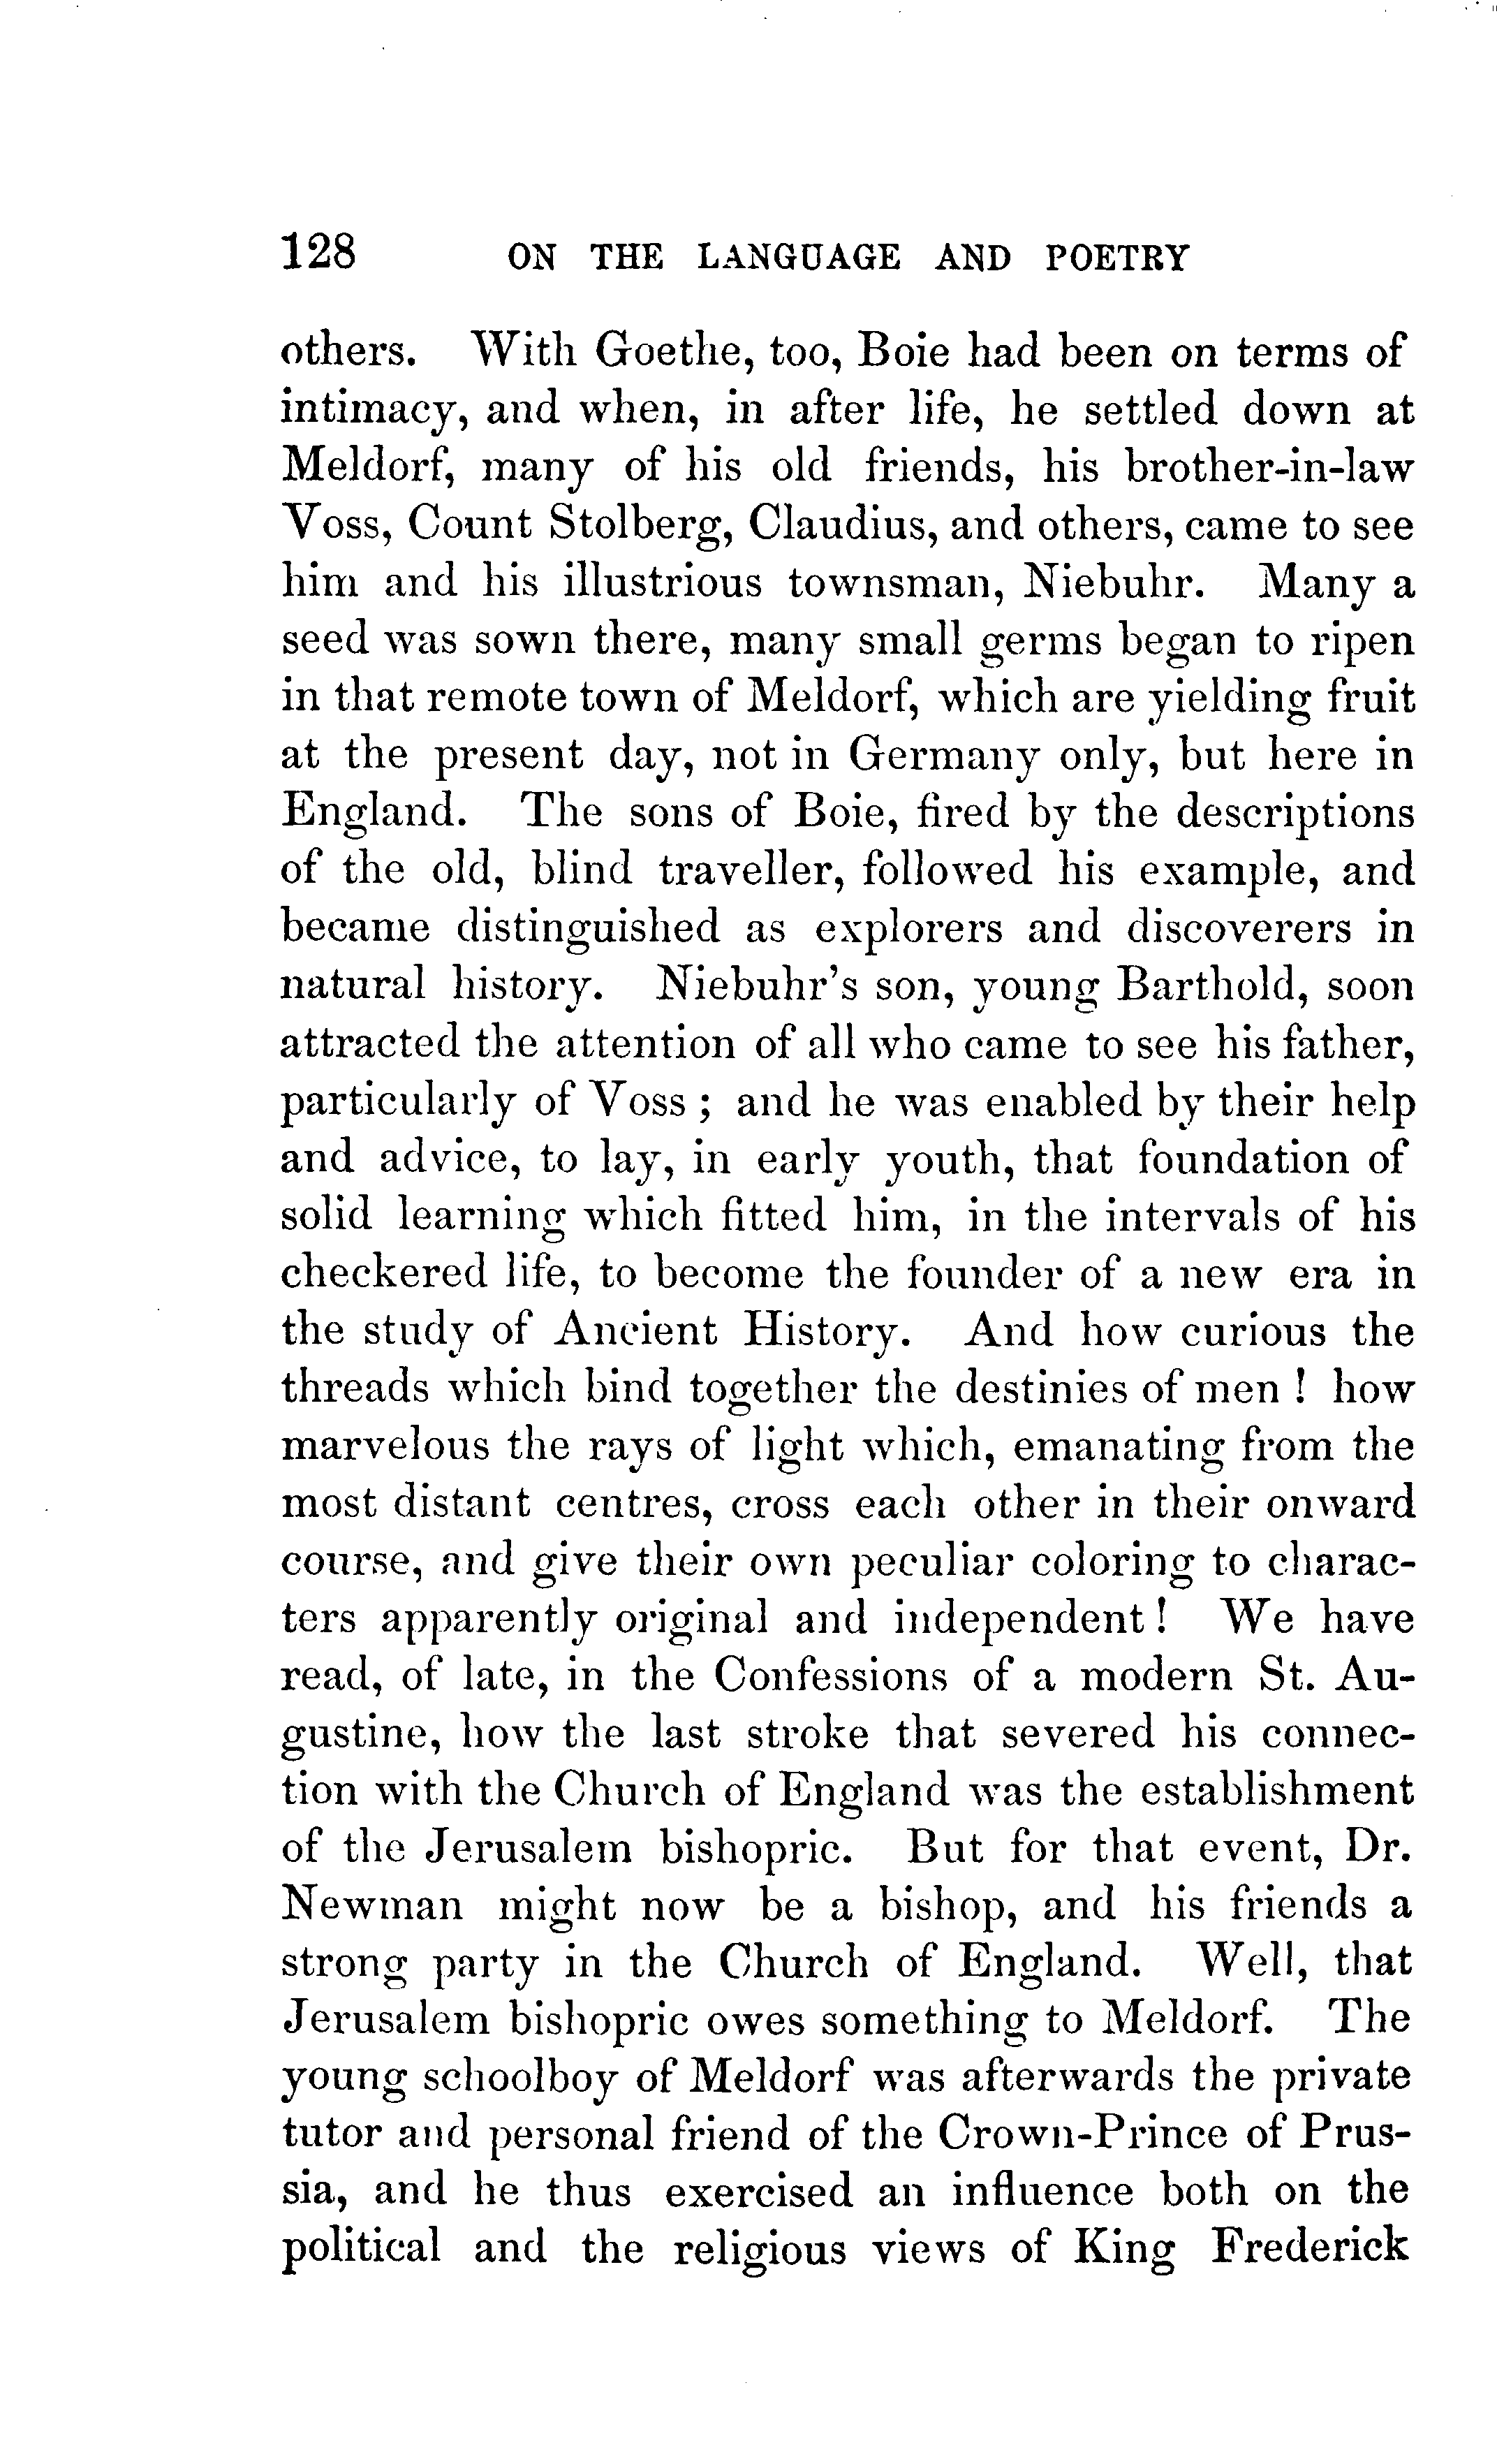 128 ON THE LANGUAGE AND POETRY
others. With Goethe, too, Boie had been on terms of
intimacy, and when, in after life, he settled down at
Meldorf, many of his old friends, his brother-in-law
Voss, Count Stolberg, Claudius, and others, came to see
him and his illustrious townsman, Niebuhr. Many a
seed was sown there, many small germs began to ripen
in that remote town of Meldorf, which are yielding fruit
at the present day, not in Germany only, but here in
England. The sons of Boie, fired by the descriptions
of the old, blind traveller, followed his example, and
became distinguished as explorers and discoverers in
natural history. Niebuhr's son, young Barthold, soon
attracted the attention of all who came to see his father,
particularly of Voss ; and he was enabled by their help
and advice, to lay, in early youth, that foundation of
solid learning which fitted him, in the intervals of his
checkered life, to become the founder of a new era in
the study of Ancient History. And how curious the
threads which bind together the destinies of men ! how
marvelous the rays of light which, emanating from the
most distant centres, cross each other in their onward
course, and give their own peculiar coloring to charac-
ters apparently original and independent ! We have
read, of late, in the Confessions of a modern St. Au-
gustine, how the last stroke that severed his connec-
tion with the Church of England was the establishment
of the Jerusalem bishopric. But for that event, Dr.
Newman might now be a bishop, and his friends a
strong party in the Church of England. Well, that
Jerusalem bishopric owes something to Meldorf. The
young schoolboy of Meldorf was afterwards the private
tutor and personal friend of the Crown-Prince of Prus-
sia, and he thus exercised an influence both on the
political and the religious views of King Frederick